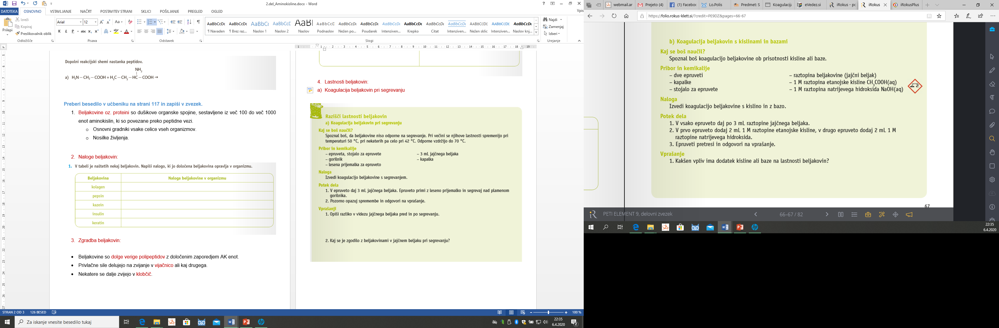 2.del_Aminokisline.docx - Word
DATOTEKA OSNOVNO VSTAVLJANJE NAČRT POSTAVITEV STRANI SKLICI POŠILJANJE PREGLED OGLED
Vpis
Prilepi
Izreži
Kopiraj
Preslikovalnik oblik
Odložišče
Arial 12
Pisava
Odstavek
AaBbCcDc AaBbCcDc AaBbCc AaBbCcD AaBl AaBbCcD AaBbCcDc AaBbCcDc AaBbCcDc AaBbCcDc AaBbCcDc AaBbCcDc AaBbCcDc AaBbCcDc AaBbCcDc
¶ Navaden ¶ Brez raz... Naslov 1 Naslov 2 Naslov Podnaslov Nežen po... Poudarek Intenziven... Krepko Citat Intenziven... Nežen sklic Intenziven... Naslov knj...
Slogi
Najdi
Zamenjaj
Izberi
Urejanje
Dopolni reakcijski shemi nastanka peptidov.
NH₂
a) H₂N – CH₂ – COOH + H₃C – CH₂ – HC – COOH →
Preberi besedilo v učbeniku na strani 117 in zapiši v zvezek.
1. Beljakovine oz. proteini so dušikove organske spojine, sestavljene iz več 100 do več 1000
enot aminokislin, ki so povezane preko peptidne vezi.
o Osnovni gradniki vsake celice vseh organizmov.
o Nosilke življenja.
2. Naloge beljakovin:
1. V tabeli je naštetih nekaj beljakovin. Napiši nalogo, ki jo določena beljakovina opravlja v organizmu.
Beljakovina Naloga beljakovine v organizmu
kolagen
pepsin
kazein
insulin
keratin
3. Zgradba beljakovin:
• Beljakovine so dolge verige polipeptidov z določenim zaporedjem AK enot.
• Privlačne sile delujejo na zvijanje v vijačnico ali kaj drugega.
• Nekatere se dalje zvijejo v klobčič.
4. Lastnosti beljakovin:
a) Koagulacija beljakovin pri segrevanju
Razišči lastnosti beljakovin
a) Koagulacija beljakovin pri segrevanju
Kaj se boš naučil?
Spoznal boš, da beljakovine niso odporne na segrevanje. Pri večini se njihove lastnosti spremenijo pri
temperaturi 50 °C, pri nekaterih pa celo pri 42 °C. Odporne vzdržijo do 70 °C.
Pribor in kemikalije
– epruveta, stojalo za epruvete – 3 mL jajčnega beljaka
– gorilnik – kapalka
– lesena prijemalka za epruveto
Naloga
Izvedi koagulacijo beljakovine s segrevanjem.
Potek dela
1. V epruveto daj 3 mL jajčnega beljaka. Epruveto primi z leseno prijemalko in segrevaj nad plamenom
gorilnika.
2. Pozorno opazuj spremembe in odgovori na vprašanje.
Vprašanji
1. Opiši razliko v videzu jajčnega beljaka pred in po segrevanju.
2. Kaj se je zgodilo z beljakovinami v jajčnem beljaku pri segrevanju?
STRAN 2 OD 3 126 BESED
100 %
Za iskanje vnesite besedilo tukaj
22:35
6.4.2020
webmail.ar Prejeto (4) (1) Faceboo Lo.Polis Predmet: S Koagulacija eVedez.si iRokus - po iRokus iRokusPlus
https://folio.rokus-klett.si/?credit=PE9DZ&pages=66-67
b) Koagulacija beljakovin s kislinami in bazami
Kaj se boš naučil?
Spoznal boš koagulacijo beljakovine ob prisotnosti kisline ali baze.
Pribor in kemikalije
– dve epruveti – raztopina beljakovine (jajčni beljak)
– kapalke – 1 M raztopina etanojske kisline CH₃COOH(aq)
– stojalo za epruvete – 1 M raztopina natrijevega hidroksida NaOH(aq)
Naloga
Izvedi koagulacijo beljakovine s kislino in z bazo.
Potek dela
1. V vsako epruveto daj po 3 mL raztopine jajčnega beljaka.
2. V prvo epruveto dodaj 2 mL 1 M raztopine etanojske kisline, v drugo epruveto dodaj 2 mL 1 M
raztopine natrijevega hidroksida.
3. Epruveti pretresi in odgovori na vprašanje.
Vprašanje
1. Kakšen vpliv ima dodatek kisline ali baze na lastnosti beljakovin?
67
PETI ELEMENT 9, delovni zvezek
66–67 / 82
22:35
6.4.2020